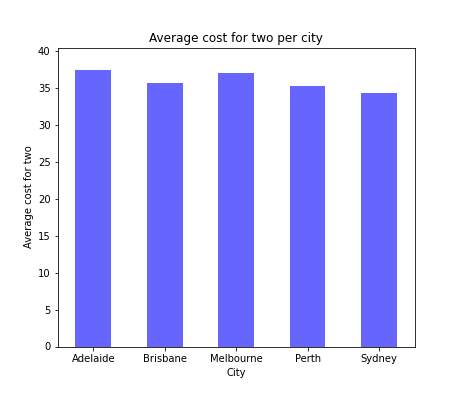 Average cost for two per city
Average cost for two
40
35
30
25
20
15
10
5
0
Adelaide Brisbane Melbourne Perth Sydney
City